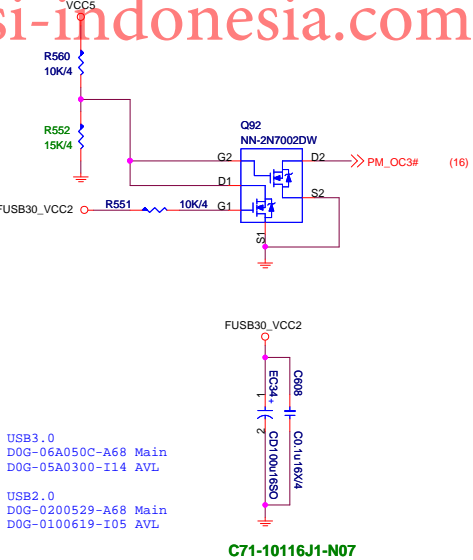 si-indonesia.com
VCC5
R560
10K/4
R552
15K/4
Q92
NN-2N7002DW
G2
D2
PM_OC3#
(16)
D1
S2
FUSB30_VCC2
R551
10K/4
G1
S1
FUSB30_VCC2
1
EC34
+
2
CD100u16SO
C608
C0.1u16X/4
USB3.0
D0G-06A050C-A68 Main
D0G-05A0300-I14 AVL
USB2.0
D0G-0200529-A68 Main
D0G-0100619-I05 AVL
C71-10116J1-N07